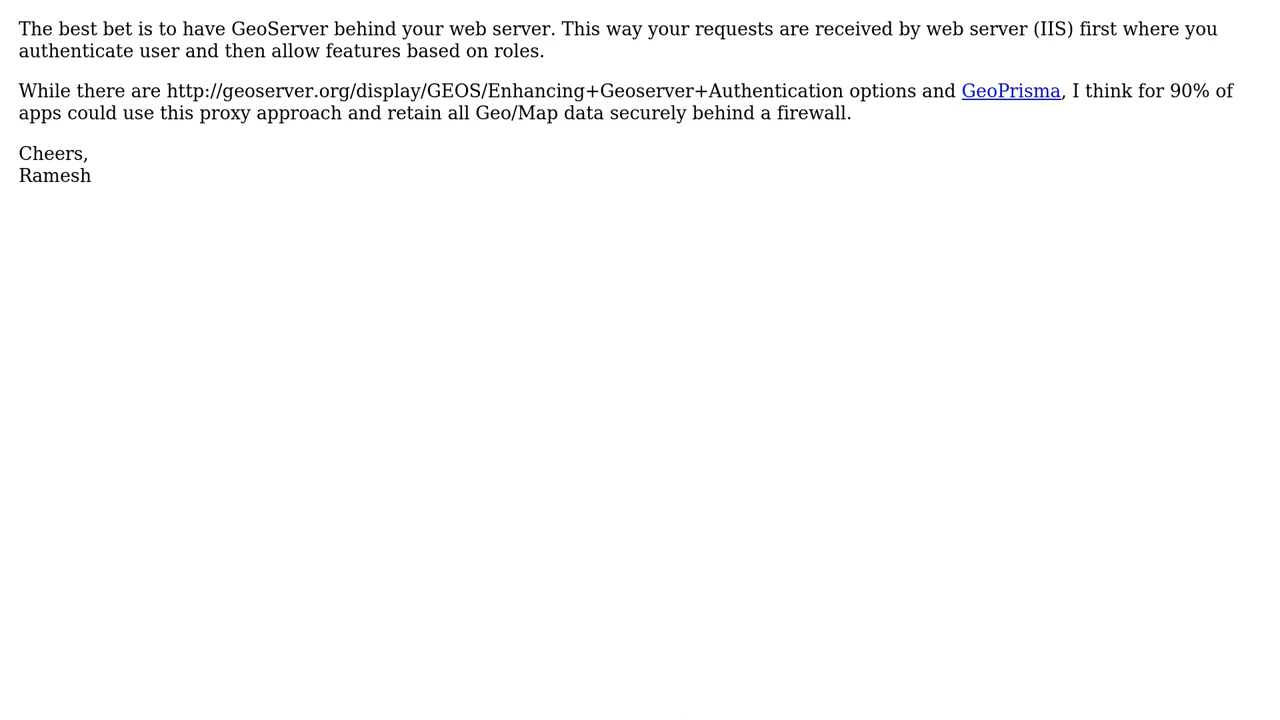 The best bet is to have GeoServer behind your web server. This way your requests are received by web server (IIS) first where you
authenticate user and then allow features based on roles.
While there are http://geoserver.org/display/GEOS/Enhancing+Geoserver+Authentication options and GeoPrisma, I think for 90% of
apps could use this proxy approach and retain all Geo/Map data securely behind a firewall.
Cheers,
Ramesh